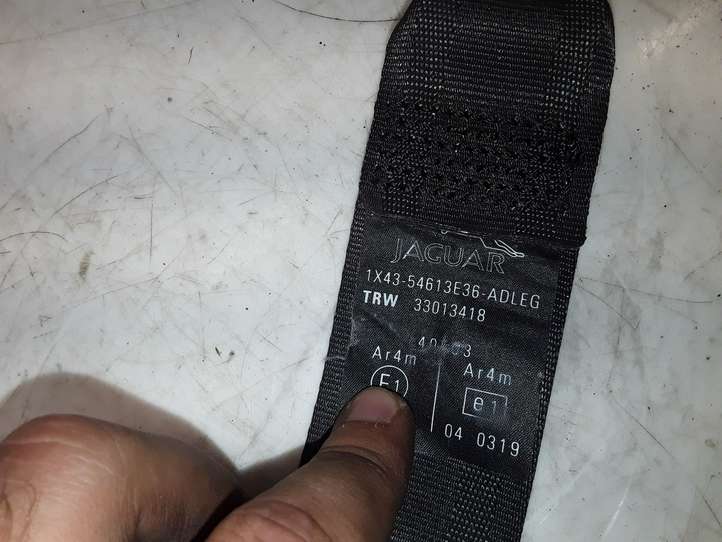 JAGUAR
1X43-54613E36-ADLEG
TRW 33013418
Ar4m
E1
Ar4m
e1
04 0319